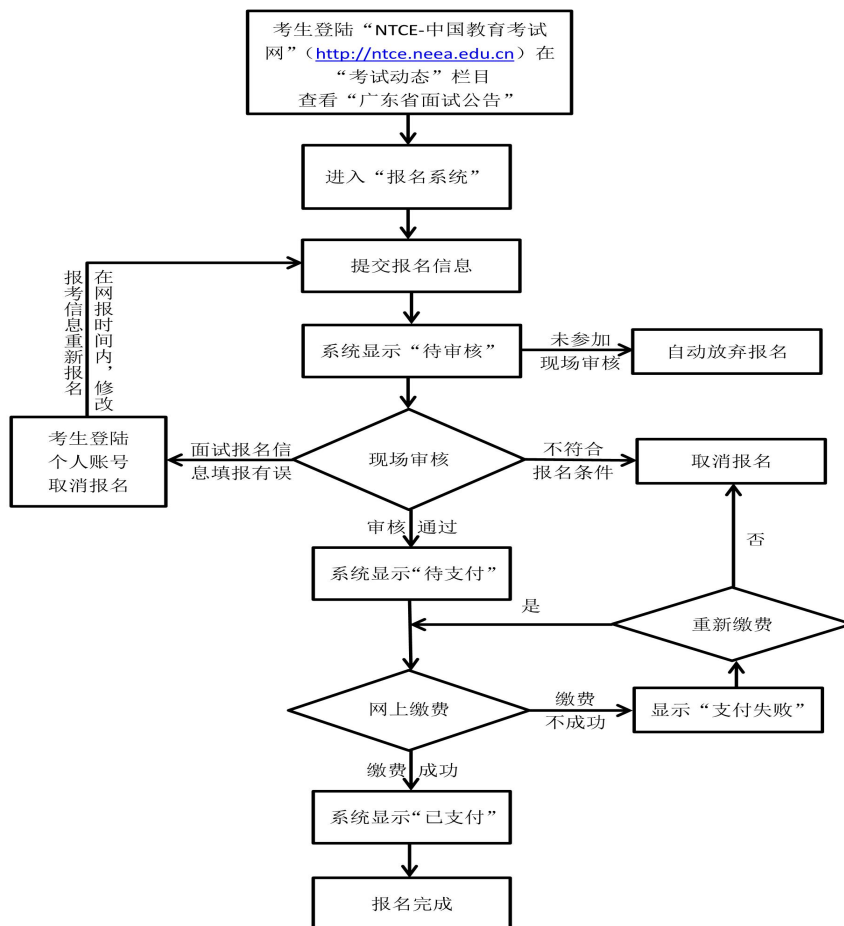 考生登陆“NTCE-中国教育考试
网”（http://ntce.neea.edu.cn）在
“考试动态”栏目
查看“广东省面试公告”
进入“报名系统”
提交报名信息
在网报时间内，修改
报考信息重新报名
系统显示“待审核”
未参加
现场审核
自动放弃报名
考生登陆
个人账号
取消报名
面试报名信
息填报有误
现场审核
不符合
报名条件
取消报名
审核 通过
否
系统显示“待支付”
是
重新缴费
网上缴费
缴费
不成功
显示“支付失败”
缴费 成功
系统显示“已支付”
报名完成